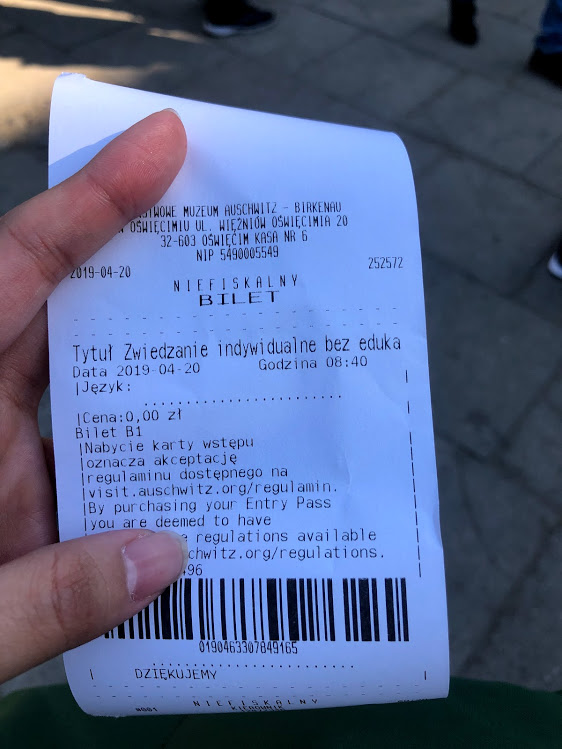 MUZEUM AUSCHWITZ - BIRKENAU
OŚWIĘCIMIU UL. WIĘŹNIÓW OŚWIĘCIMIA 20
32-603 OŚWIĘCIM KASA NR 6
NIP 5490005549
2019-04-20 252572
NIEFISKALNY
BILET
Tytuł Zwiedzanie indywidualne bez eduka
Data 2019-04-20 Godzina 08:40
|Język: |
|Cena:0,00 zł |
Bilet B1
|Nabycie karty wstępu
|oznacza akceptację
|regulaminu dostępnego na
|visit.auschwitz.org/regulamin.
|By purchasing your Entry Pass
|you are deemed to have
regulations available
chwitz.org/regulations.
96
0190463307849165
| DZIĘKUJEMY |
NIEFISKALNY
KIEROWNIK